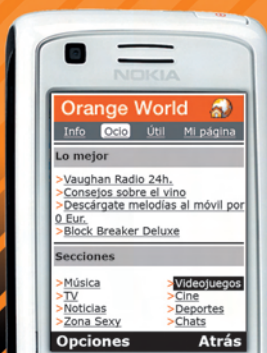 NOKIA
Orange World
Info Ocio Útil Mi página
Lo mejor
>Vaughan Radio 24h.
>Consejos sobre el vino
>Descárgate melodías al móvil por
0 Eur.
>Block Breaker Deluxe
Secciones
>Música >Videojuegos
>TV >Cine
>Noticias >Deportes
>Zona Sexy >Chats
Opciones Atrás